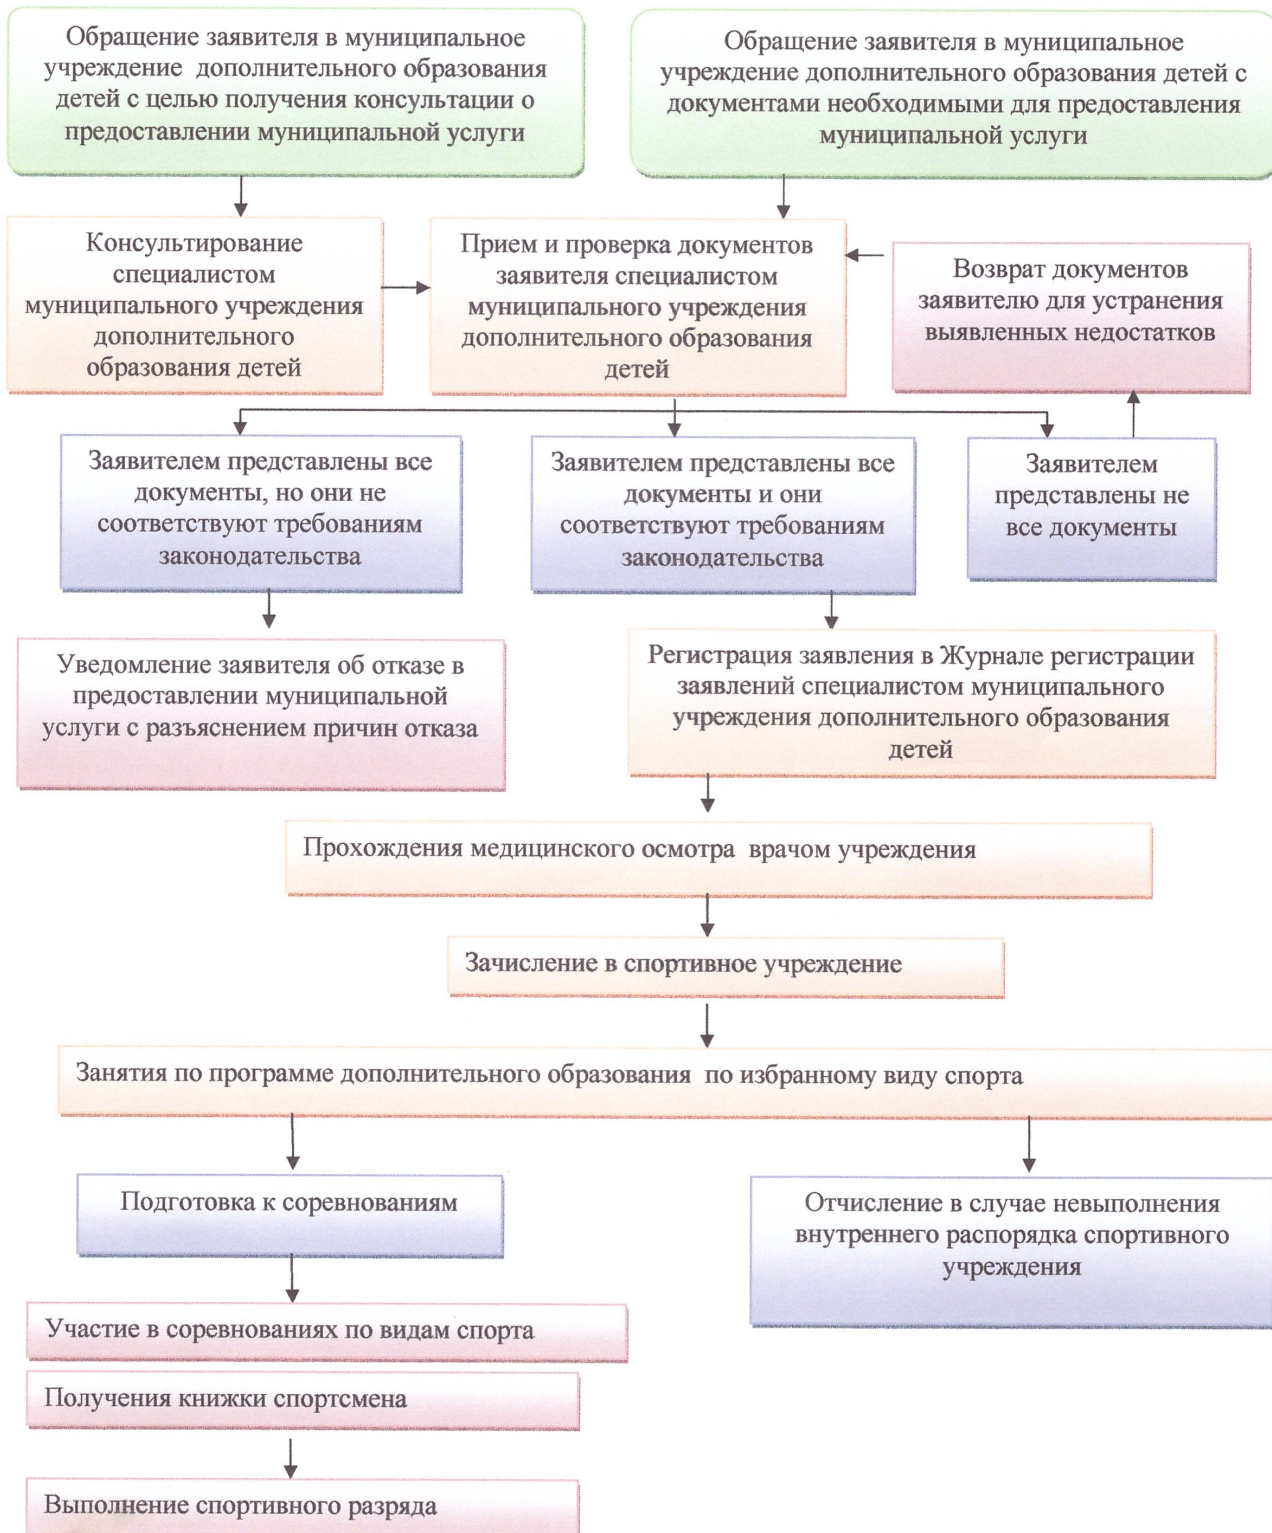 Обращение заявителя в муниципальное
учреждение дополнительного образования
детей с целью получения консультации о
предоставлении муниципальной услуги
Обращение заявителя в муниципальное
учреждение дополнительного образования детей с
документами необходимыми для предоставления
муниципальной услуги
Консультирование
специалистом
муниципального учреждения
дополнительного
образования детей
Прием и проверка документов
заявителя специалистом
муниципального учреждения
дополнительного образования
детей
Возврат документов
заявителю для устранения
выявленных недостатков
Заявителем представлены все
документы, но они не
соответствуют требованиям
законодательства
Заявителем представлены все
документы и они
соответствуют требованиям
законодательства
Заявителем
представлены не
все документы
Уведомление заявителя об отказе в
предоставлении муниципальной
услуги с разъяснением причин отказа
Регистрация заявления в Журнале регистрации
заявлений специалистом муниципального
учреждения дополнительного образования
детей
Прохождения медицинского осмотра врачом учреждения
Зачисление в спортивное учреждение
Занятия по программе дополнительного образования по избранному виду спорта
Подготовка к соревнованиям
Отчисление в случае невыполнения
внутреннего распорядка спортивного
учреждения
Участие в соревнованиях по видам спорта
Получения книжки спортсмена
Выполнение спортивного разряда